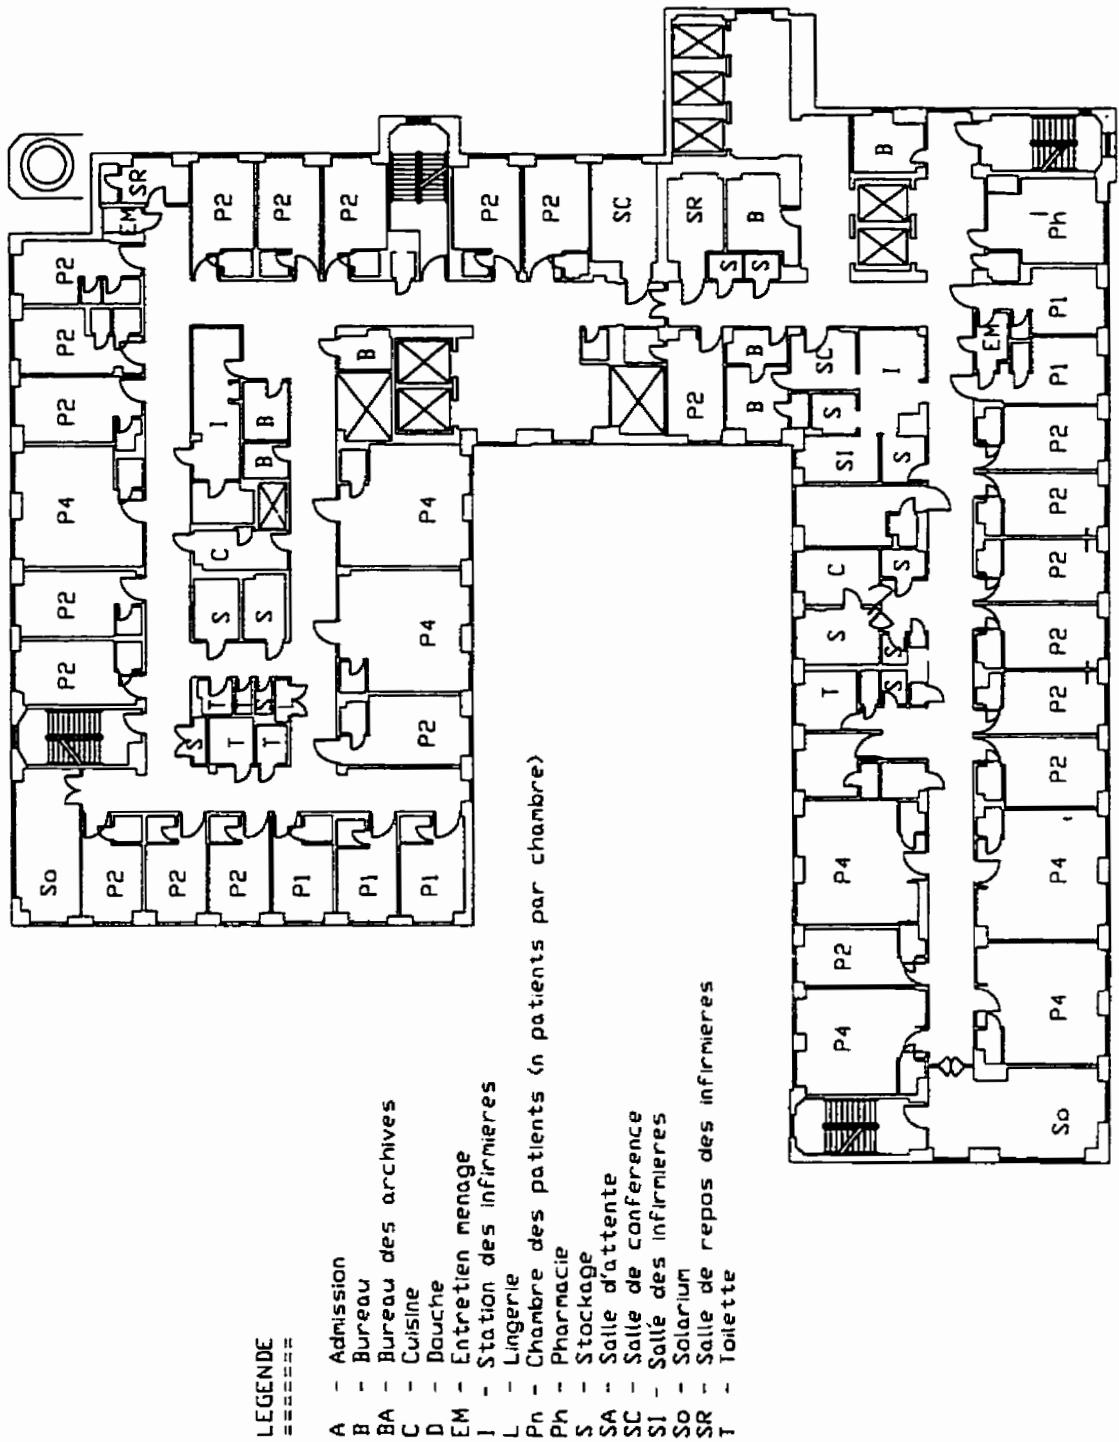 LEGENDE
=======
A - Admission
B - Bureau
BA - Bureau des archives
C - Cuisine
D - Douche
EM - Entretien menage
I - Station des infirmieres
L - Lingerie
Pn - Chambre des patients (n patients par chambre)
Ph - Pharmacie
S - Stockage
SA - Salle d'attente
SC - Salle de conference
SI - Salle des infirmieres
So - Solarium
SR - Salle de repos des infirmieres
T - Toilette
So
P2
P2
P4
P2
P2
P2
EM
SR
P2
P2
P2
P1
P1
P1
S
T
T
T
S
S
S
C
I
B
B
P2
P4
P4
B
P2
P2
P2
P2
P2
SC
SR
B
S
S
B
P2
B
B
SC
I
S
SI
S
C
S
S
S
T
S
P4
P2
P4
So
P4
P4
P2
P2
P2
P2
P2
P2
P1
EM
P1
Ph